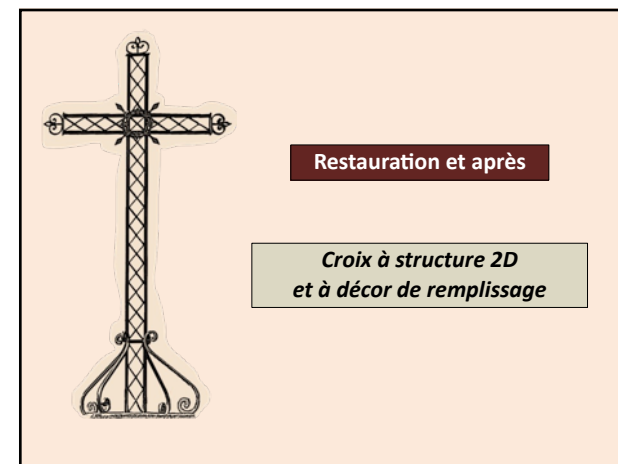 Restauration et après
Croix à structure 2D
et à décor de remplissage